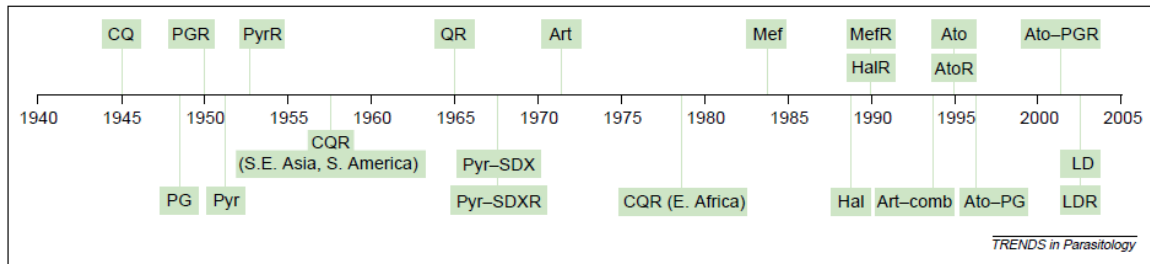 CQ PGR PyrR QR Art Mef MefR Ato Ato–PGR
HalR AtoR
1940 1945 1950 1955 1960 1965 1970 1975 1980 1985 1990 1995 2000 2005
CQR
(S.E. Asia, S. America) Pyr–SDX LD
PG Pyr Pyr–SDXR CQR (E. Africa) Hal Art–comb Ato–PG LDR
TRENDS in Parasitology